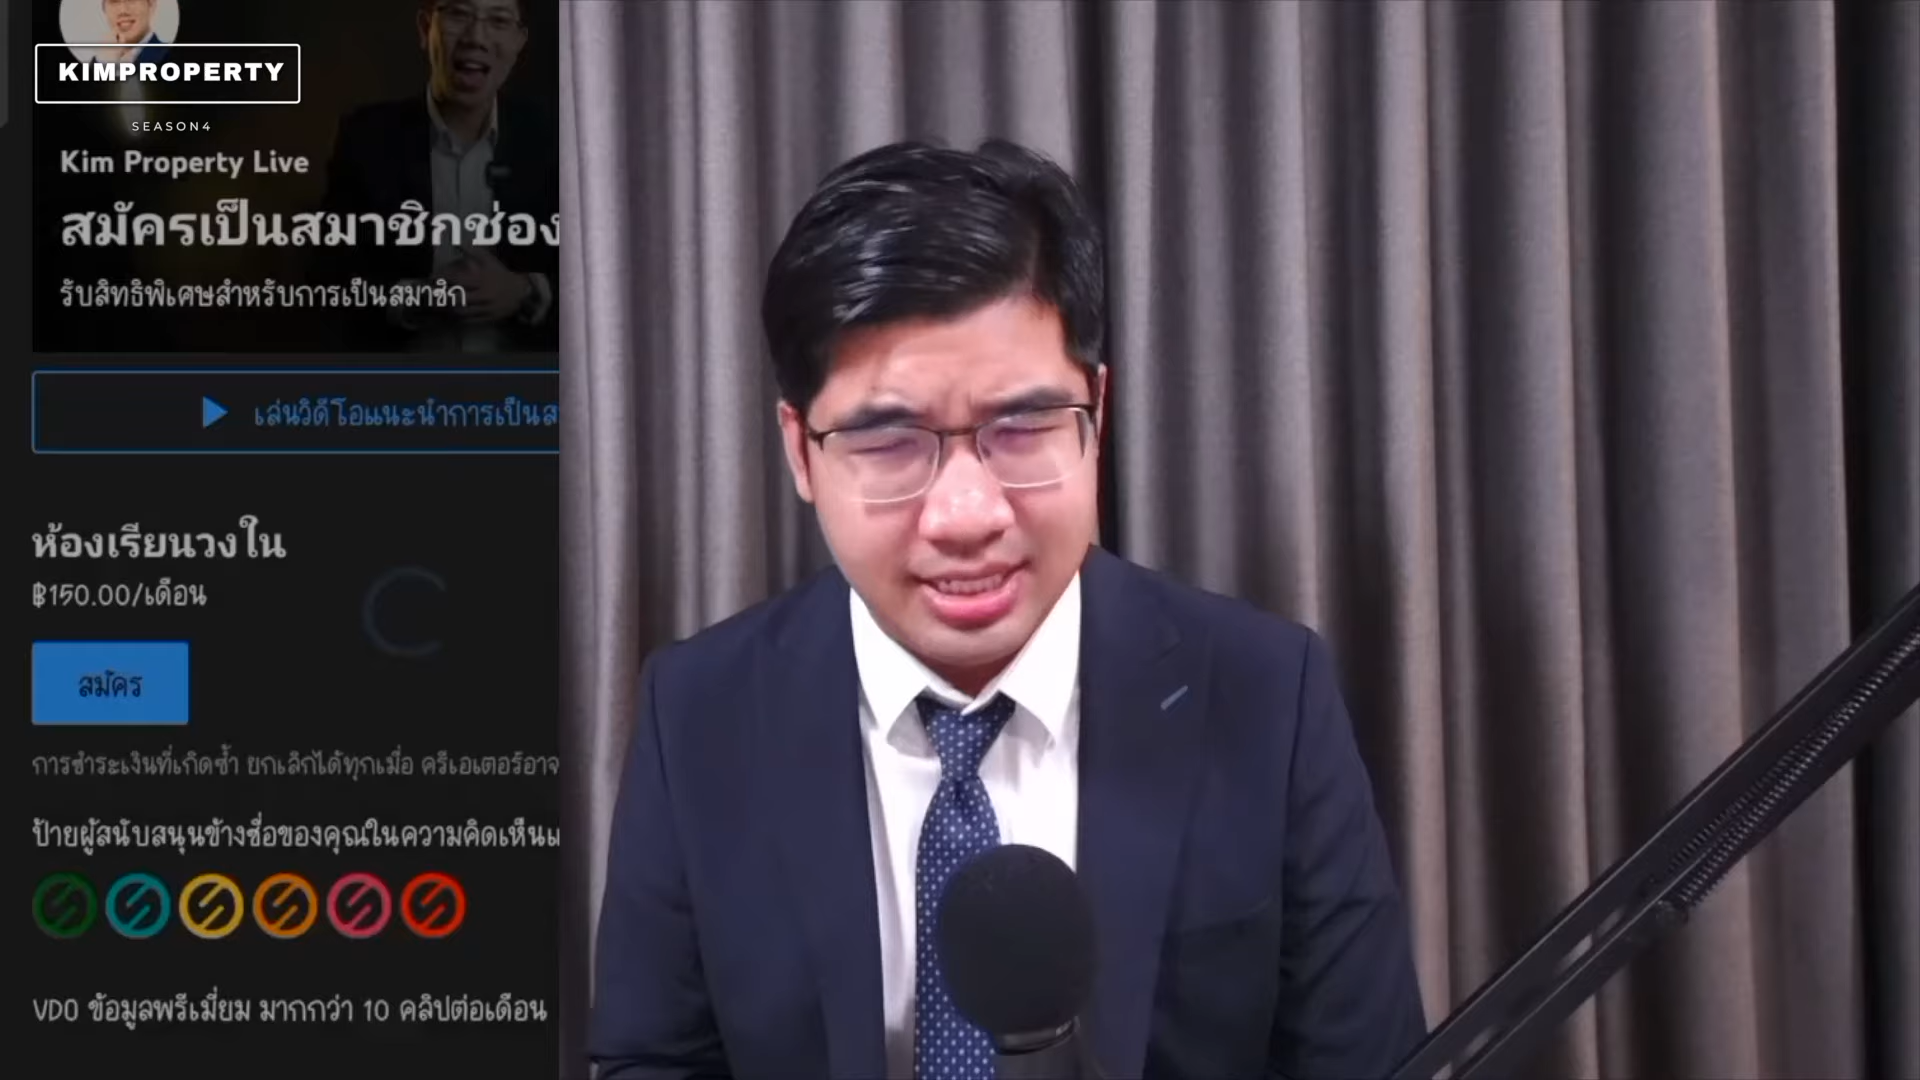 KIMPROPERTY
SEASON4
Kim Property Live
สมัครเป็นสมาชิกช่อง
รับสิทธิพิเศษสำหรับการเป็นสมาชิก
เล่นวิดีโอแนะนำการเป็นส
ห้องเรียนวงใน
฿150.00/เดือน
สมัคร
การชำระเงินที่เกิดซ้ำ ยกเลิกได้ทุกเมื่อ ครีเอเตอร์อาจ
ป้ายผู้สนับสนุนข้างชื่อของคุณในความคิดเห็นแ
VDO ข้อมูลพรีเมี่ยม มากกว่า 10 คลิปต่อเดือน